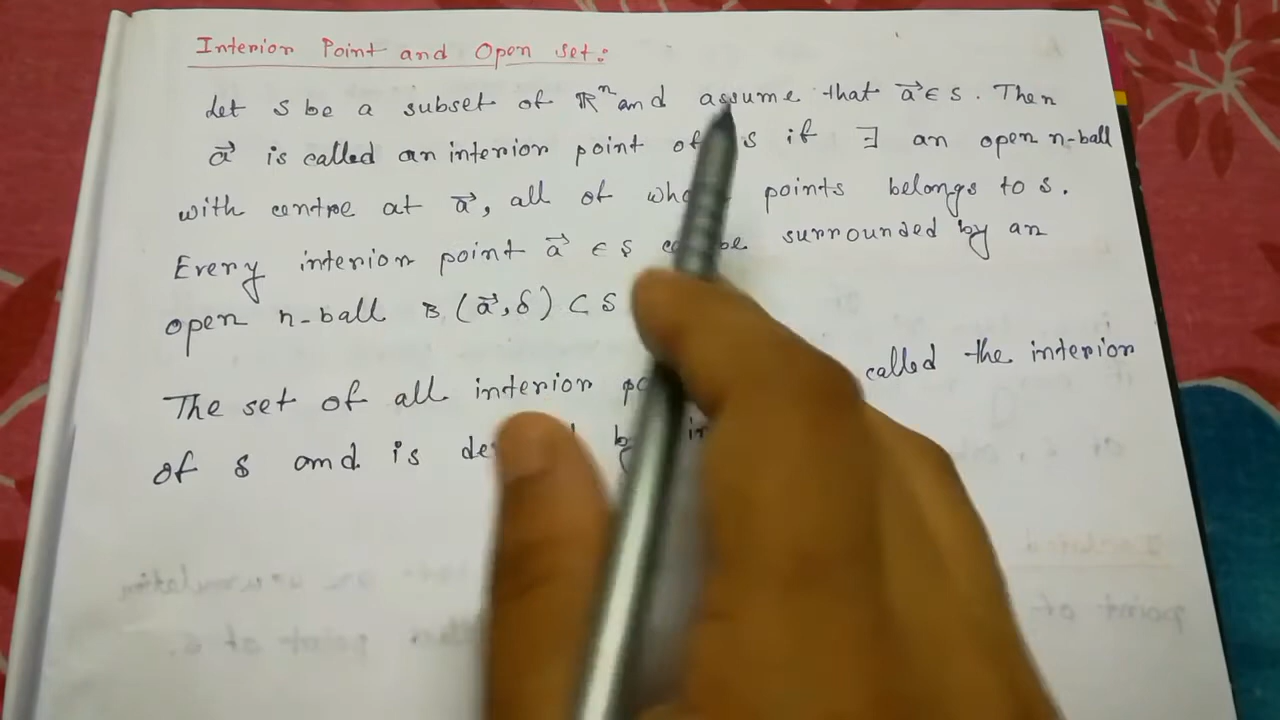 Interior Point and Open set:
Let S be a subset of ℝⁿ and assume that a⃗ ∈ S. Then
a⃗ is called an interior point of S if ∃ an open n-ball
with centre at a⃗, all of points belongs to S.
Every interior point a⃗ ∈ S be surrounded by an
open n-ball B (a⃗, δ) ⊂ S
The set of all interior called the interior
of S and is